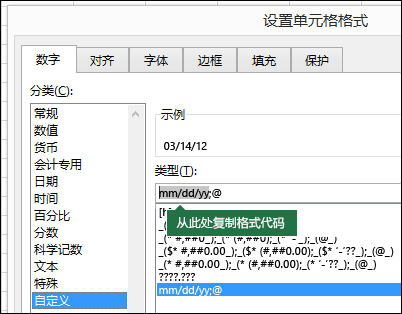 设置单元格格式
数字 对齐 字体 边框 填充 保护
分类(C):
常规
数值
货币
会计专用
日期
时间
百分比
分数
科学记数
文本
特殊
自定义
示例
03/14/12
类型(T):
mm/dd/yy;@
从此处复制格式代码
_(* #,##0_);_(* (#,##0);_(* "-"_);_(@_)
_($* #,##0.00_);_($* (#,##0.00);_($* "-"??_);_(@_)
_(* #,##0.00_);_(* (#,##0.00);_(* "-"??_);_(@_)
????.???
mm/dd/yy;@